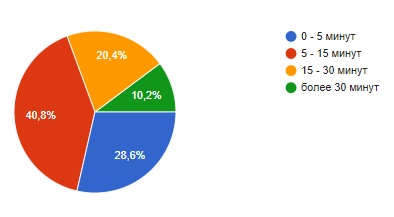 20,4%
10,2%
40,8%
28,6%
0 - 5 минут
5 - 15 минут
15 - 30 минут
более 30 минут